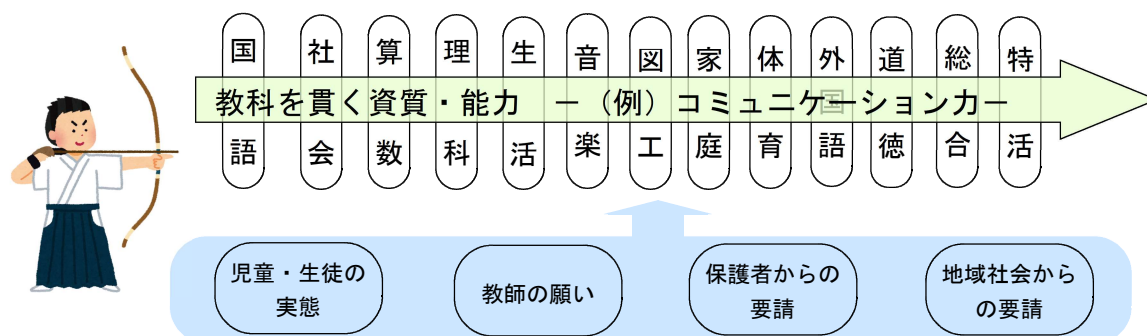 国語
社会
算数
理科
生活
音楽
図工
家庭
体育
外国語
道徳
総合
特活
教科を貫く資質・能力 －（例）コミュニケーション力－
児童・生徒の
実態
教師の願い
保護者からの
要請
地域社会から
の要請